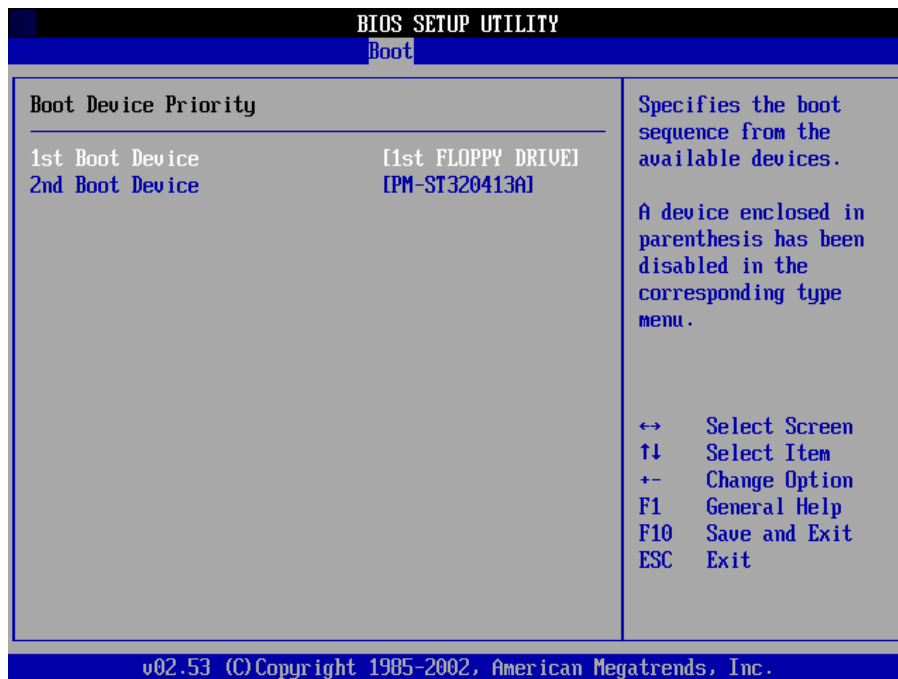 BIOS SETUP UTILITY
Boot
Boot Device Priority
1st Boot Device [1st FLOPPY DRIVE]
2nd Boot Device [PM-ST320413A]
Specifies the boot
sequence from the
available devices.
A device enclosed in
parenthesis has been
disabled in the
corresponding type
menu.
↔ Select Screen
↑↓ Select Item
+- Change Option
F1 General Help
F10 Save and Exit
ESC Exit
v02.53 (C)Copyright 1985-2002, American Megatrends, Inc.